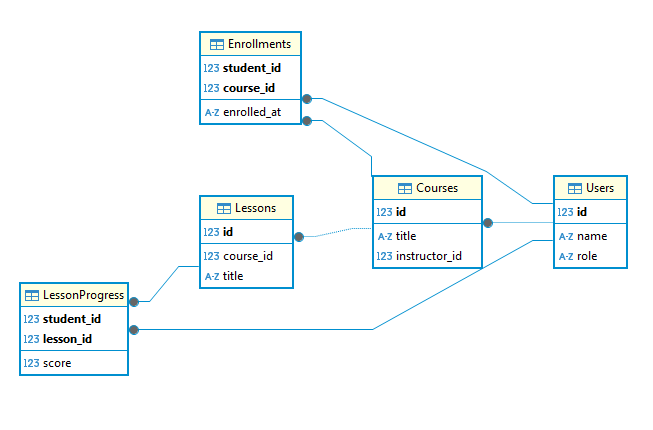 Enrollments
123 student_id
123 course_id
A-Z enrolled_at
Courses
123 id
A-Z title
123 instructor_id
Users
123 id
A-Z name
A-Z role
Lessons
123 id
123 course_id
A-Z title
LessonProgress
123 student_id
123 lesson_id
123 score